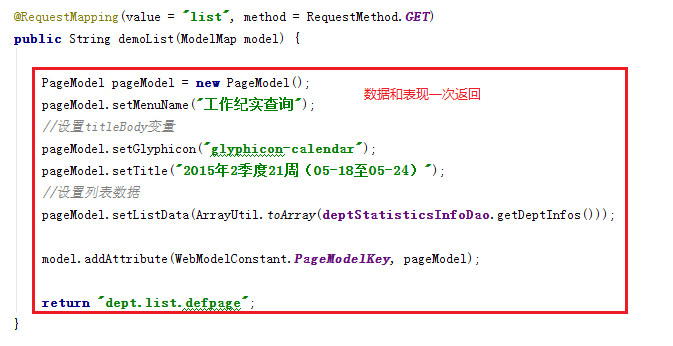 @RequestMapping(value = "list", method = RequestMethod.GET)
public String demoList(ModelMap model) {
PageModel pageModel = new PageModel();
数据和表现一次返回
pageModel.setMenuName("工作纪实查询");
//设置titleBody变量
pageModel.setGlyphicon("glyphicon-calendar");
pageModel.setTitle("2015年2季度21周（05-18至05-24）");
//设置列表数据
pageModel.setListData(ArrayUtil.toArray(deptStatisticsInfoDao.getDeptInfos()));
model.addAttribute(WebModelConstant.PageModelKey, pageModel);
return "dept.list.defpage";
}